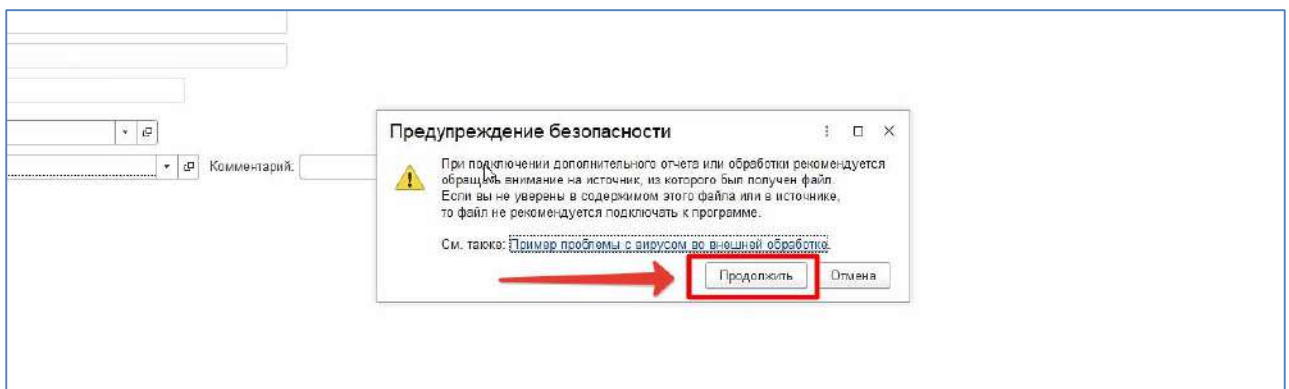 Предупреждение безопасности
При подключении дополнительного отчета или обработки рекомендуется
обращать внимание на источник, из которого был получен файл.
Если вы не уверены в содержимом этого файла или в источнике,
то файл не рекомендуется подключать к программе.
Комментарий:
См. также: Пример проблемы с вирусом во внешней обработке.
Продолжить Отмена